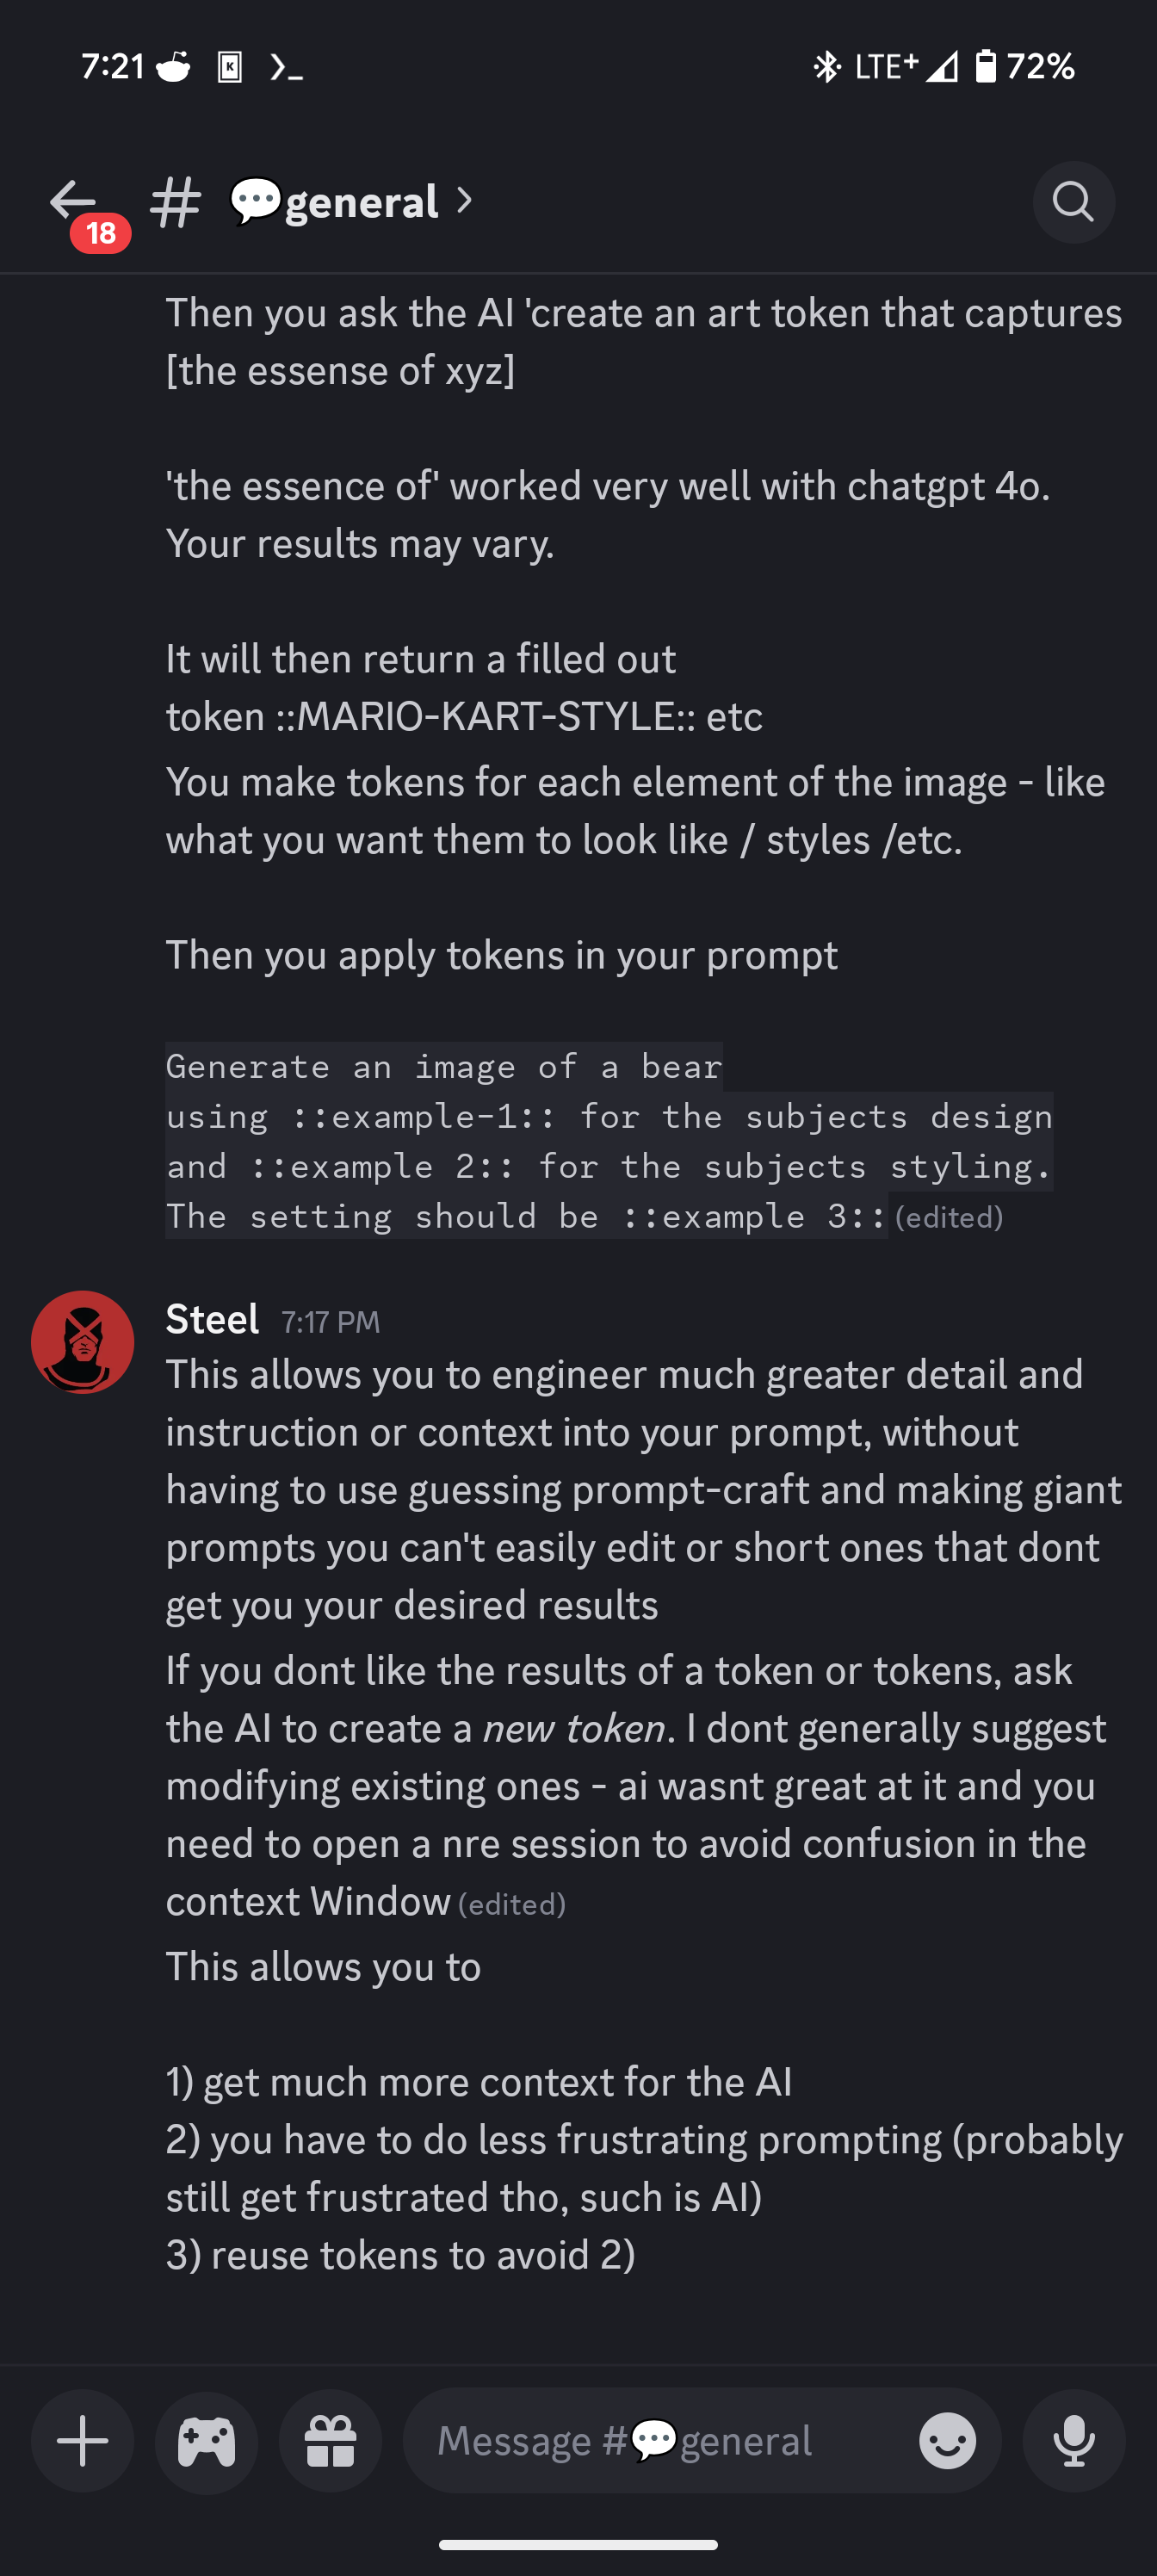 7:21 LTE+ 72%
18 # 💬general
Then you ask the AI 'create an art token that captures
[the essense of xyz]
'the essence of' worked very well with chatgpt 4o.
Your results may vary.
It will then return a filled out
token ::MARIO-KART-STYLE:: etc
You make tokens for each element of the image - like
what you want them to look like / styles /etc.
Then you apply tokens in your prompt
Generate an image of a bear
using ::example-1:: for the subjects design
and ::example 2:: for the subjects styling.
The setting should be ::example 3:: (edited)
Steel 7:17 PM
This allows you to engineer much greater detail and
instruction or context into your prompt, without
having to use guessing prompt-craft and making giant
prompts you can't easily edit or short ones that dont
get you your desired results
If you dont like the results of a token or tokens, ask
the AI to create a new token. I dont generally suggest
modifying existing ones - ai wasnt great at it and you
need to open a nre session to avoid confusion in the
context Window (edited)
This allows you to
1) get much more context for the AI
2) you have to do less frustrating prompting (probably
still get frustrated tho, such is AI)
3) reuse tokens to avoid 2)
Message #💬general